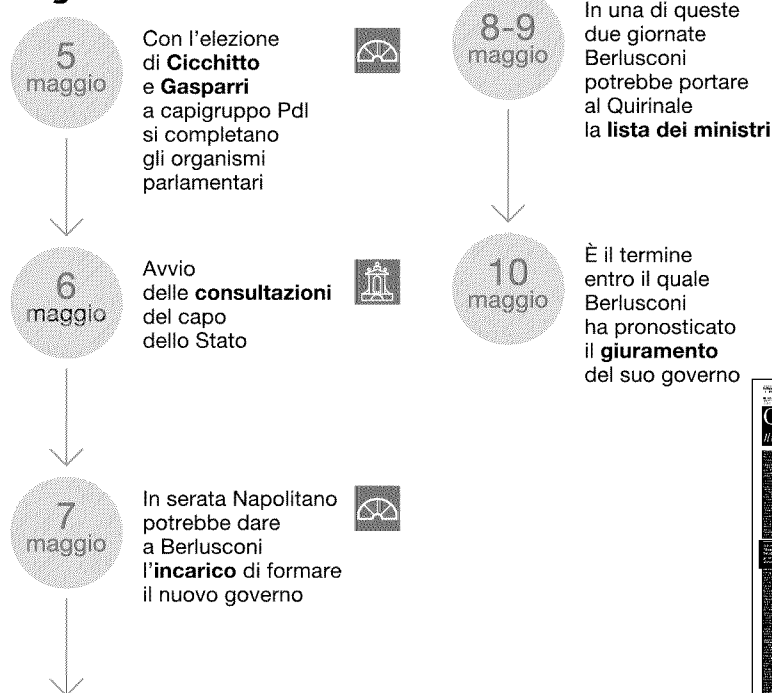 5
maggio
Con l'elezione
di Cicchitto
e Gasparri
a capigruppo Pdl
si completano
gli organismi
parlamentari
6
maggio
Avvio
delle consultazioni
del capo
dello Stato
7
maggio
In serata Napolitano
potrebbe dare
a Berlusconi
l'incarico di formare
il nuovo governo
8-9
maggio
In una di queste
due giornate
Berlusconi
potrebbe portare
al Quirinale
la lista dei ministri
10
maggio
È il termine
entro il quale
Berlusconi
ha pronosticato
il giuramento
del suo governo